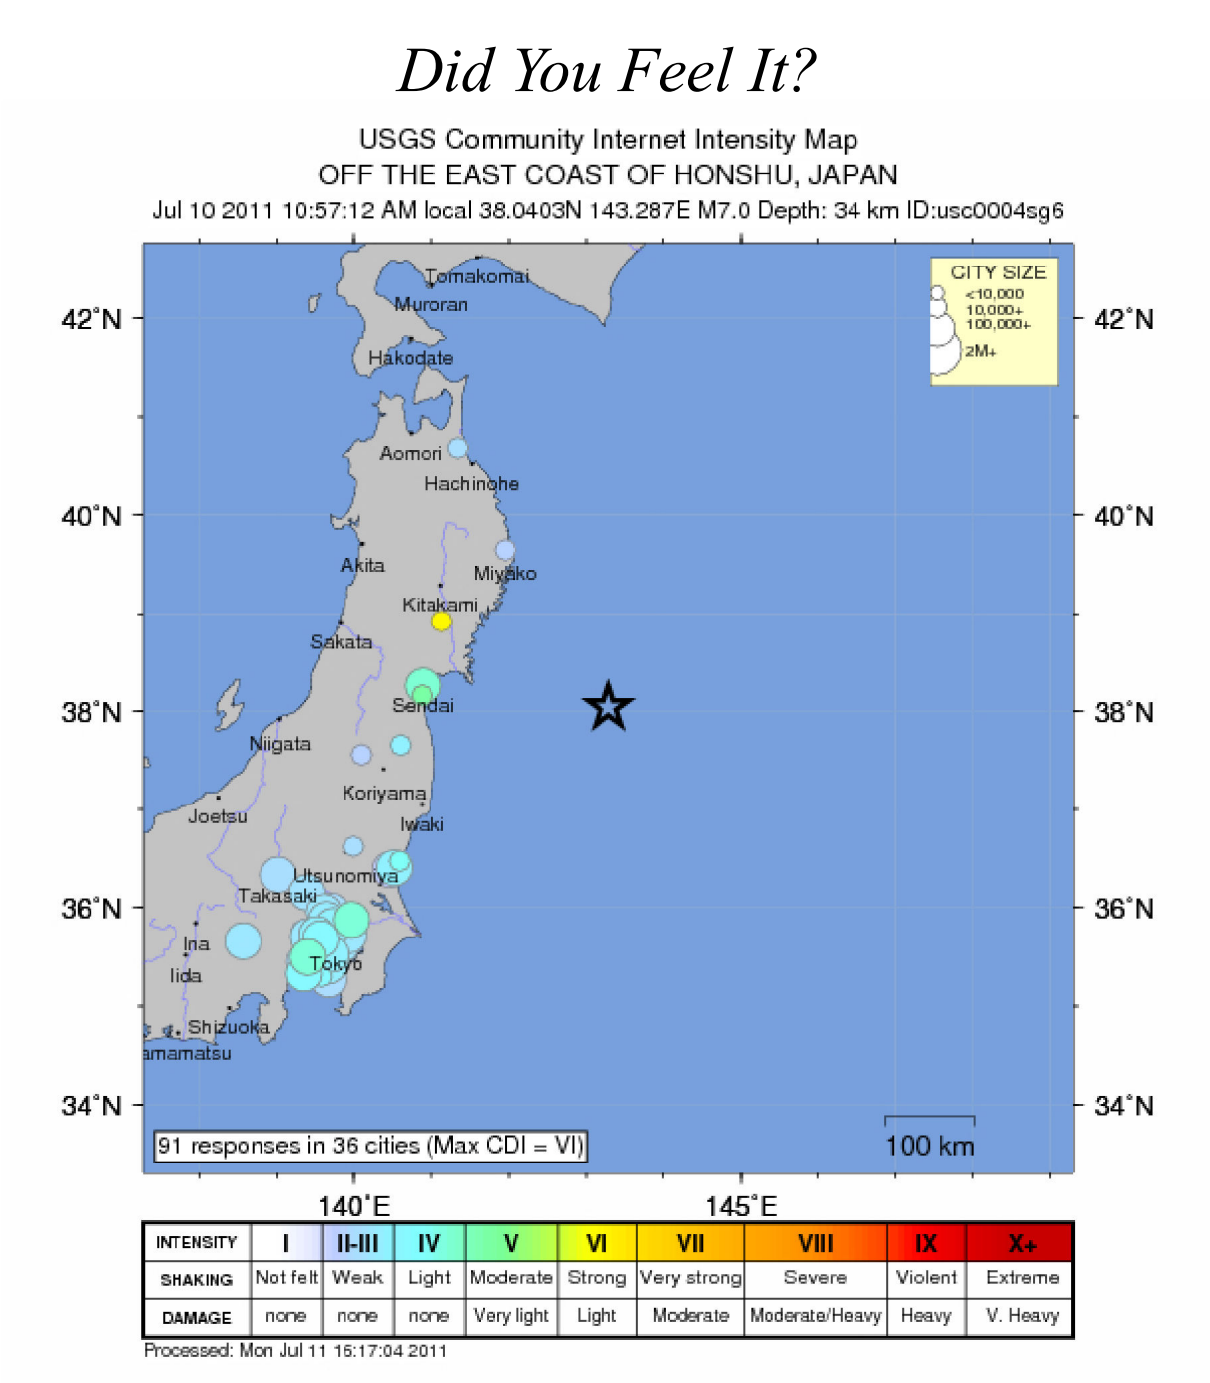 Did You Feel It?
USGS Community Internet Intensity Map
OFF THE EAST COAST OF HONSHU, JAPAN
Jul 10 2011 10:57:12 AM local 38.0403N 143.287E M7.0 Depth: 34 km ID:usc0004sg6
CITY SIZE
<10,000
10,000+
100,000+
2M+
Tomakomai
Muroran
42˚N
42˚N
Hakodate
Aomori
Hachinohe
40˚N
40˚N
Akita
Miyako
Kitakami
Sakata
Sendai
38˚N
38˚N
Niigata
Koriyama
Joetsu
Iwaki
Utsunomiya
Takasaki
36˚N
36˚N
Ina
Tokyo
Iida
Shizuoka
amamatsu
34˚N
34˚N
91 responses in 36 cities (Max CDI = VI)
100 km
140˚E
145˚E
INTENSITY I II-III IV V VI VII VIII IX X+
SHAKING Not felt Weak Light Moderate Strong Very strong Severe Violent Extreme
DAMAGE none none none Very light Light Moderate Moderate/Heavy Heavy V. Heavy
Processed: Mon Jul 11 15:17:04 2011